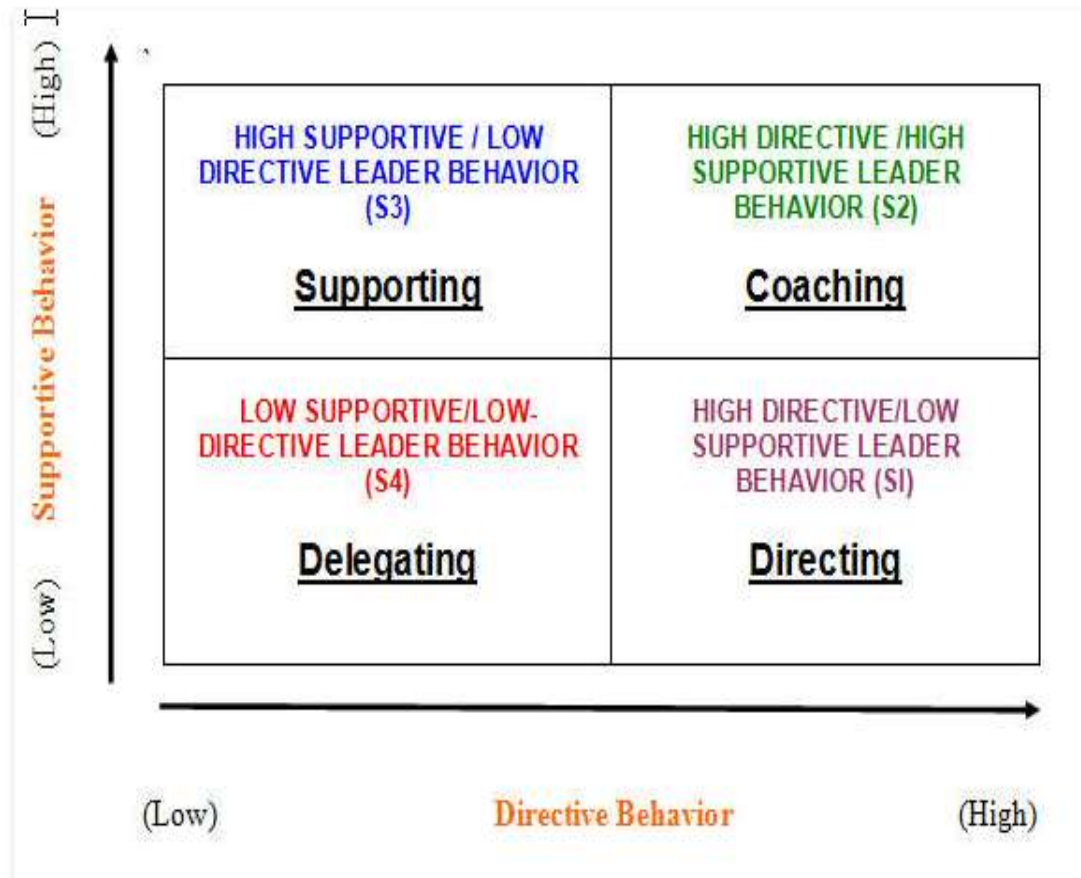 (High)
Supportive Behavior
(Low)
HIGH SUPPORTIVE / LOW
DIRECTIVE LEADER BEHAVIOR
(S3)
Supporting
HIGH DIRECTIVE /HIGH
SUPPORTIVE LEADER
BEHAVIOR (S2)
Coaching
LOW SUPPORTIVE/LOW-
DIRECTIVE LEADER BEHAVIOR
(S4)
Delegating
HIGH DIRECTIVE/LOW
SUPPORTIVE LEADER
BEHAVIOR (SI)
Directing
(Low) Directive Behavior (High)